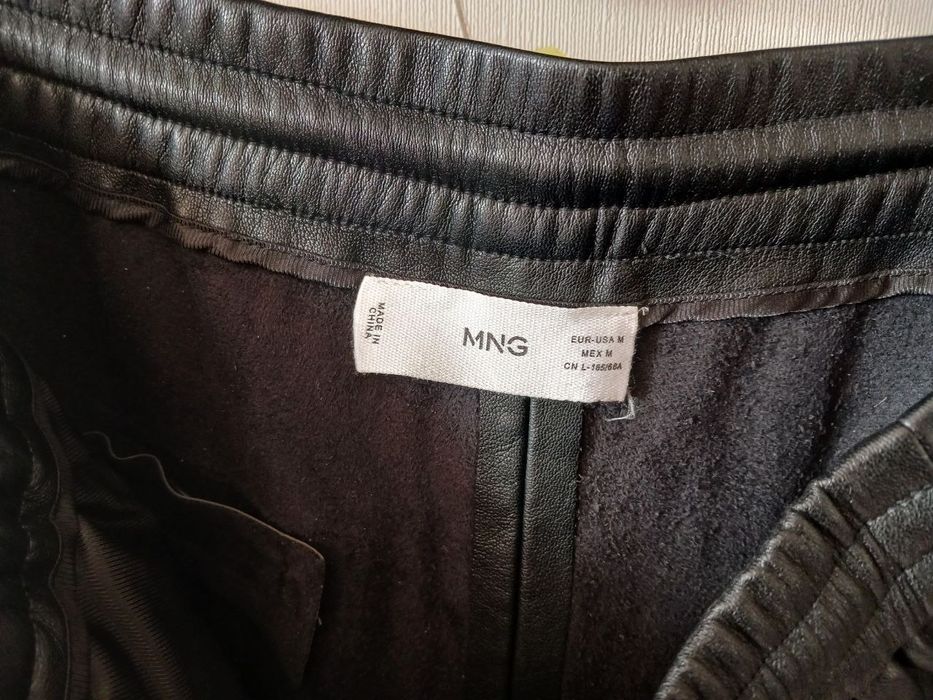 MADE IN
CHINA
MNG
EUR-USA M
MEX M
CN L-165/68A